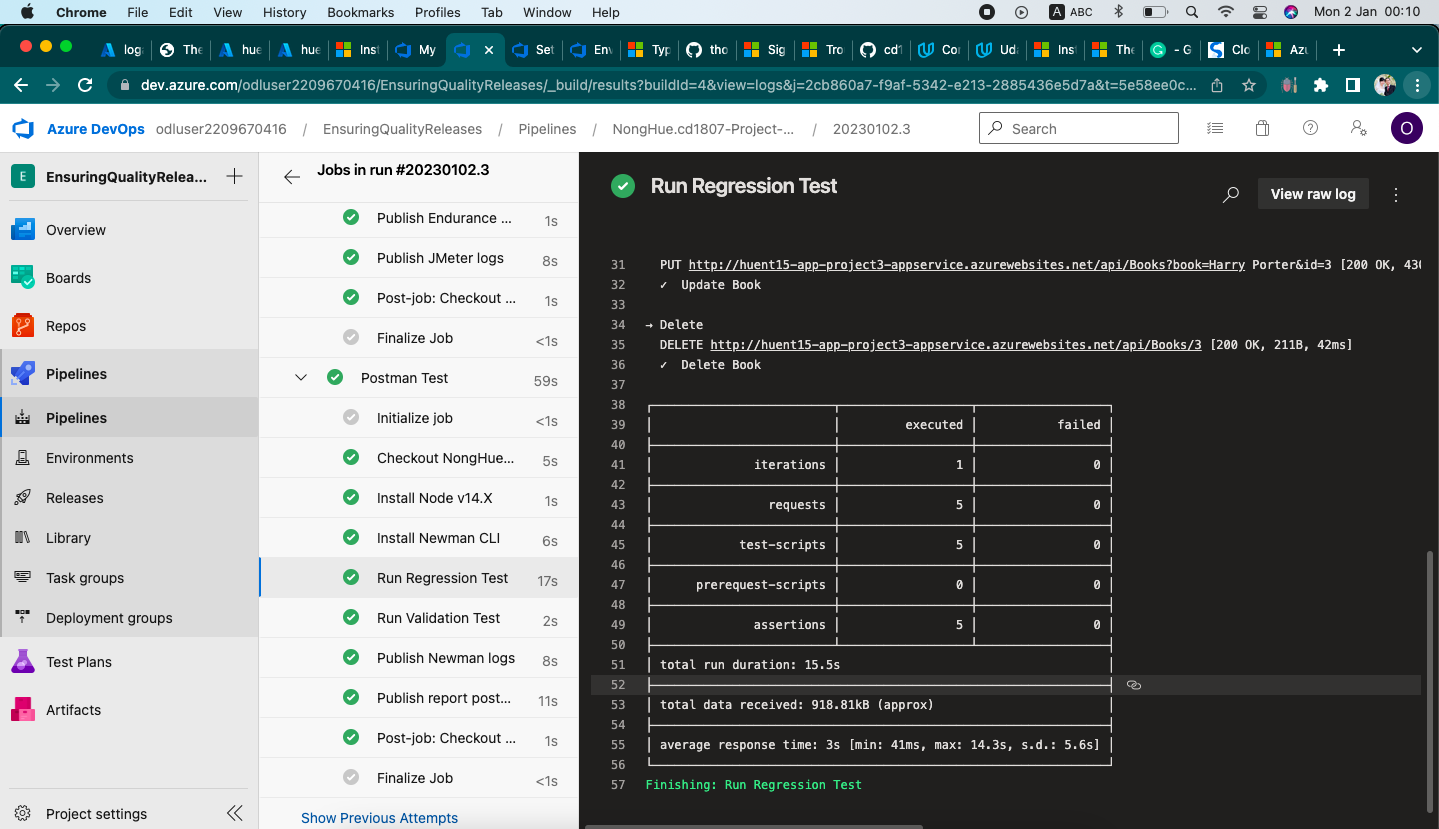 Chrome File Edit View History Bookmarks Profiles Tab Window Help A ABC Mon 2 Jan 00:10
log The hue hue Inst My Set Env Typ tho Sig Tro cd1 Cor Ud Inst The - G Clo Azu
dev.azure.com/odluser2209670416/EnsuringQualityReleases/_build/results?buildId=4&view=logs&j=2cb860a7-f9af-5342-e213-2885436e5d7a&t=5e58ee0c...
Azure DevOps odluser2209670416 / EnsuringQualityReleases / Pipelines / NongHue.cd1807-Project-... / 20230102.3 Search O
E EnsuringQualityRelea...
Overview
Boards
Repos
Pipelines
Pipelines
Environments
Releases
Library
Task groups
Deployment groups
Test Plans
Artifacts
Project settings
Jobs in run #20230102.3
Publish Endurance ... 1s
Publish JMeter logs 8s
Post-job: Checkout ... 1s
Finalize Job <1s
Postman Test 59s
Initialize job <1s
Checkout NongHue... 5s
Install Node v14.X 1s
Install Newman CLI 6s
Run Regression Test 17s
Run Validation Test 2s
Publish Newman logs 8s
Publish report post... 11s
Post-job: Checkout ... 1s
Finalize Job <1s
Show Previous Attempts
Run Regression Test
View raw log
31 PUT http://huent15-app-project3-appservice.azurewebsites.net/api/Books?book=Harry Porter&id=3 [200 OK, 430
32 ✓ Update Book
33
34 → Delete
35 DELETE http://huent15-app-project3-appservice.azurewebsites.net/api/Books/3 [200 OK, 211B, 42ms]
36 ✓ Delete Book
37
38
39 executed failed
40
41 iterations 1 0
42
43 requests 5 0
44
45 test-scripts 5 0
46
47 prerequest-scripts 0 0
48
49 assertions 5 0
50
51 total run duration: 15.5s
52
53 total data received: 918.81kB (approx)
54
55 average response time: 3s [min: 41ms, max: 14.3s, s.d.: 5.6s]
56
57 Finishing: Run Regression Test